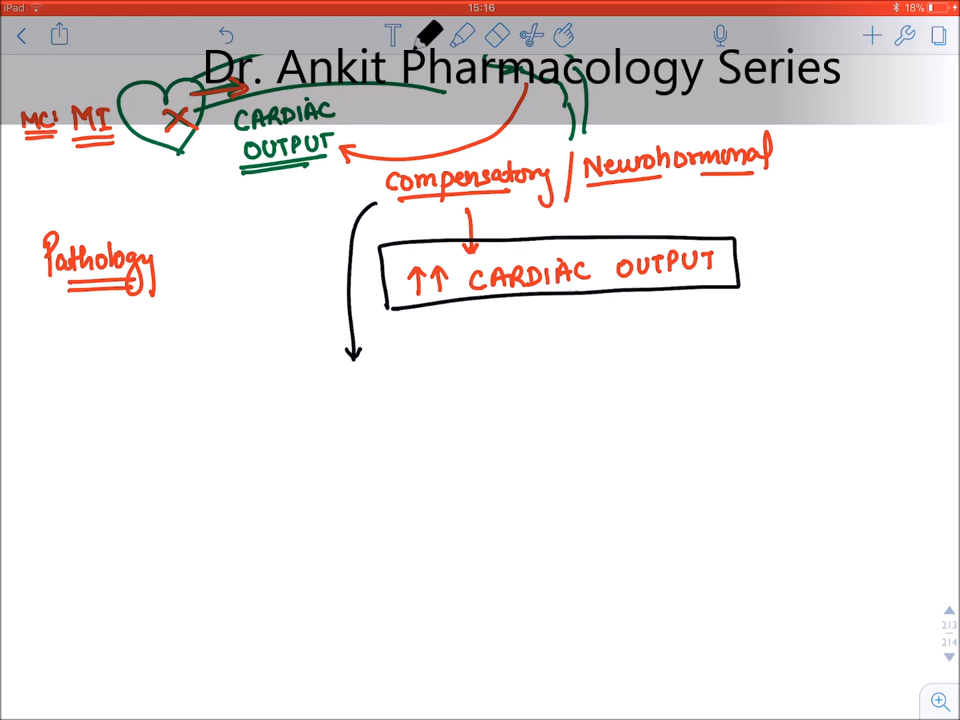 iPad 15:16 18%
T
Dr. Ankit Pharmacology Series
MC' MI CARDIAC
OUTPUT
Compensatory / Neurohormonal
Pathology
↑↑ CARDIAC OUTPUT
213
214